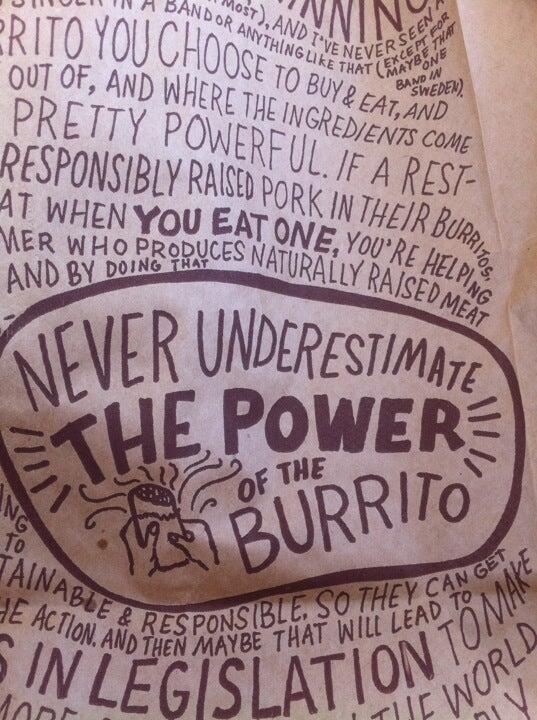 A BAND OR ANYTHING LIKE THAT (EXCEPT FOR
MOST), AND I'VE NEVER SEEN A
MAYBE THAT
ONE
BAND IN
SWEDEN).
RRITO YOU CHOOSE TO BUY & EAT, AND
OUT OF, AND WHERE THE INGREDIENTS COME
PRETTY POWERFUL. IF A REST-
RESPONSIBLY RAISED PORK IN THEIR BURRITOS,
AT WHEN YOU EAT ONE, YOU'RE HELPING
MER WHO PRODUCES NATURALLY RAISED MEAT
AND BY DOING THAT
NEVER UNDERESTIMATE
THE POWER
OF THE
BURRITO
ING
TO
TAINABLE & RESPONSIBLE, SO THEY CAN GET
HE ACTION. AND THEN MAYBE THAT WILL LEAD TO
S IN LEGISLATION TO MAKE
THE WORLD